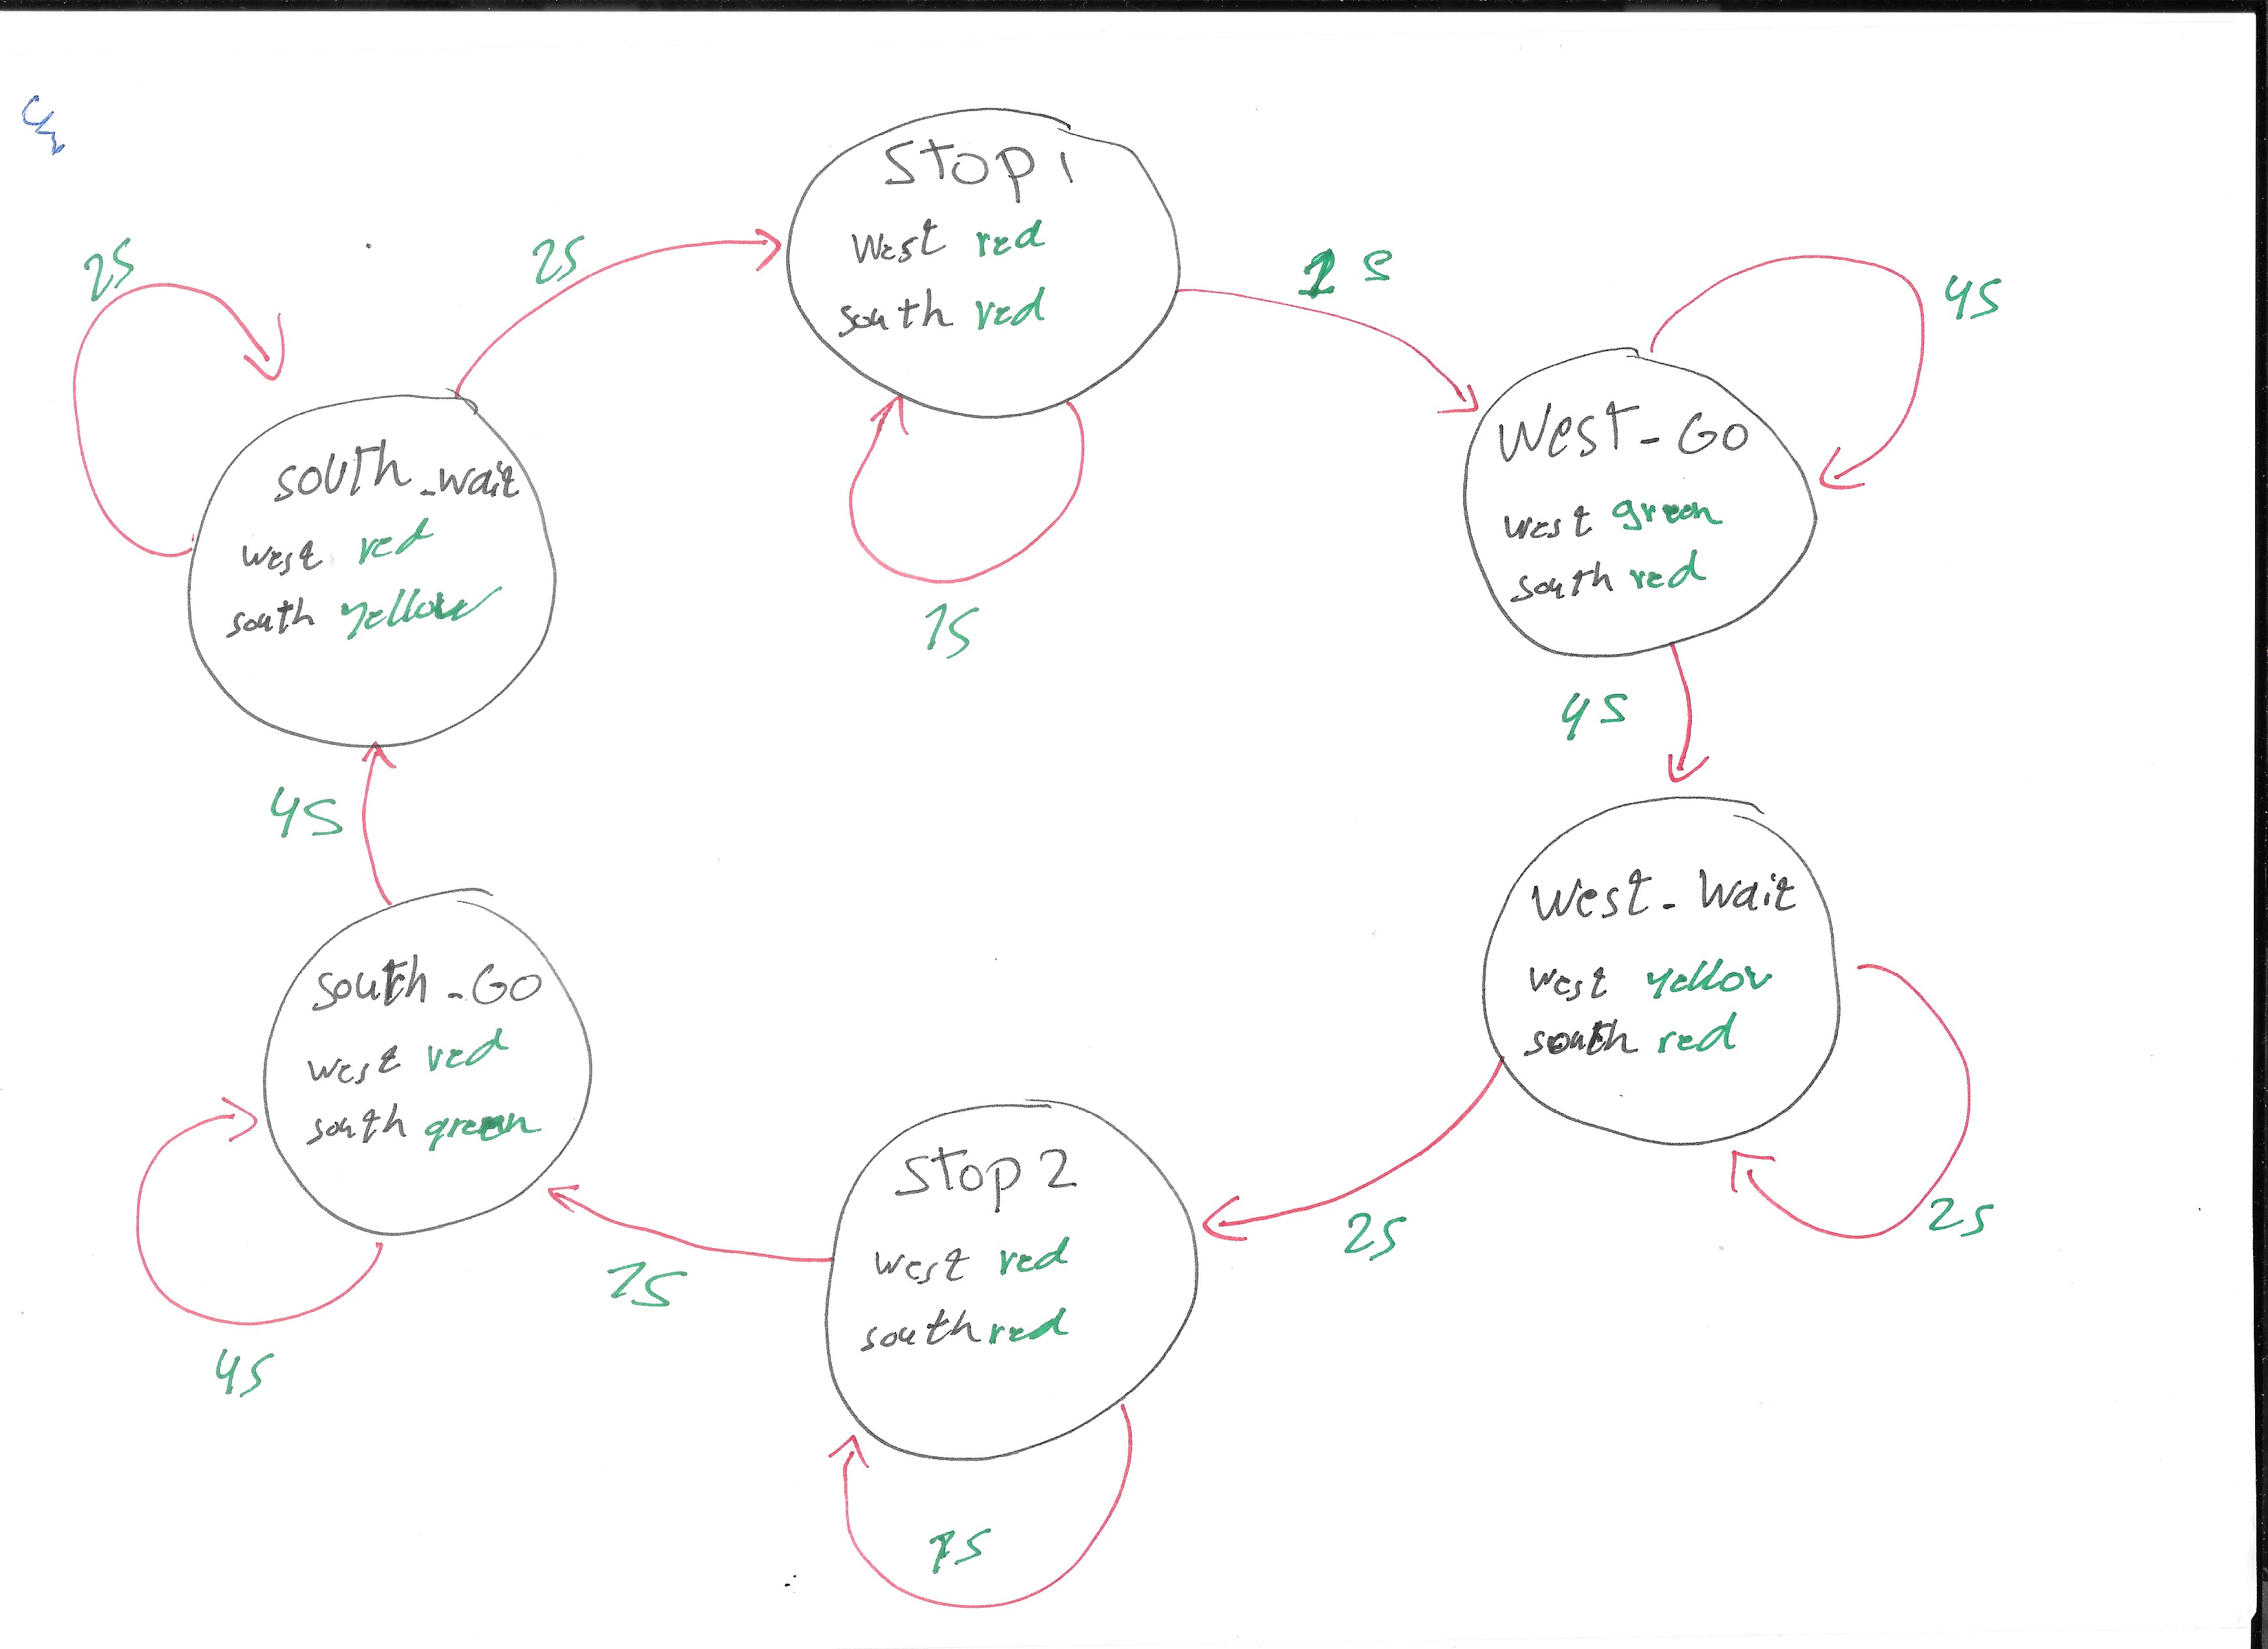 Stop 1
West red
south red
2S
2S
1S
4S
south_wait
west red
south yellow
1S
West-Go
west green
south red
4S
4S
west-wait
west yellow
south red
2S
south-Go
west red
south green
4S
Stop 2
west red
south red
1S
2S
1S